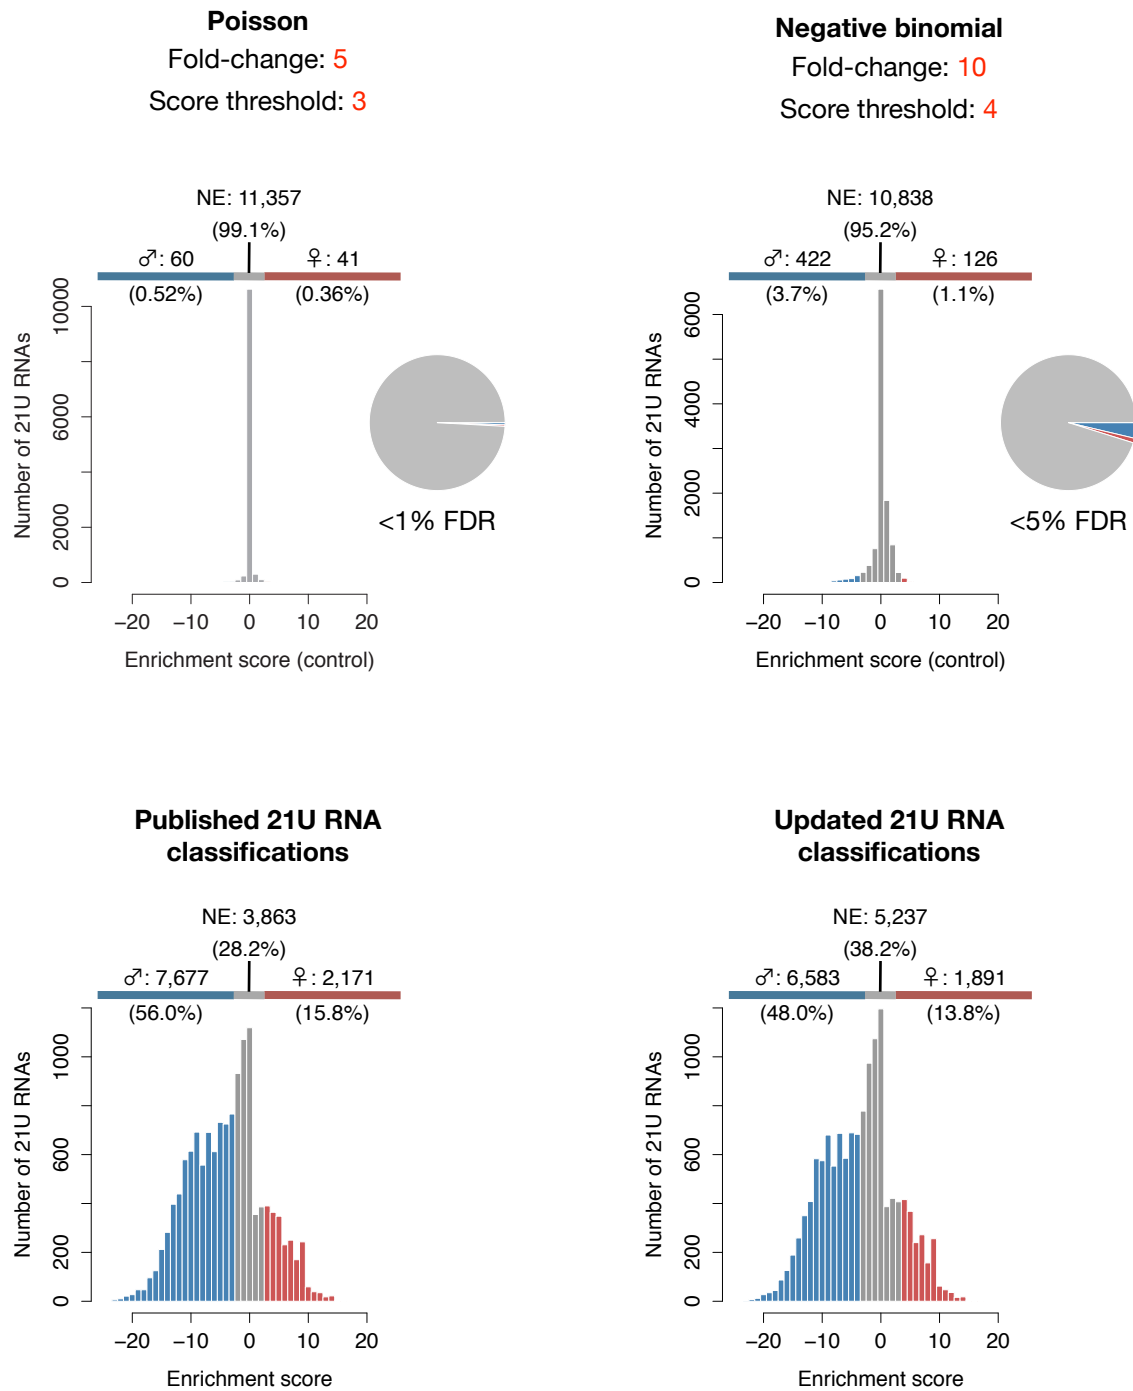 Poisson
Fold-change: 5
Score threshold: 3
NE: 11,357
(99.1%)
♂: 60
♀: 41
(0.52%)
(0.36%)
Number of 21U RNAs
10000
6000
2000
0
<1% FDR
−20
−10
0
10
20
Enrichment score (control)
Negative binomial
Fold-change: 10
Score threshold: 4
NE: 10,838
(95.2%)
♂: 422
♀: 126
(3.7%)
(1.1%)
Number of 21U RNAs
6000
4000
2000
0
<5% FDR
−20
−10
0
10
20
Enrichment score (control)
Published 21U RNA
classifications
NE: 3,863
(28.2%)
♂: 7,677
♀: 2,171
(56.0%)
(15.8%)
Number of 21U RNAs
1000
600
200
0
−20
−10
0
10
20
Enrichment score
Updated 21U RNA
classifications
NE: 5,237
(38.2%)
♂: 6,583
♀: 1,891
(48.0%)
(13.8%)
Number of 21U RNAs
1000
600
200
0
−20
−10
0
10
20
Enrichment score